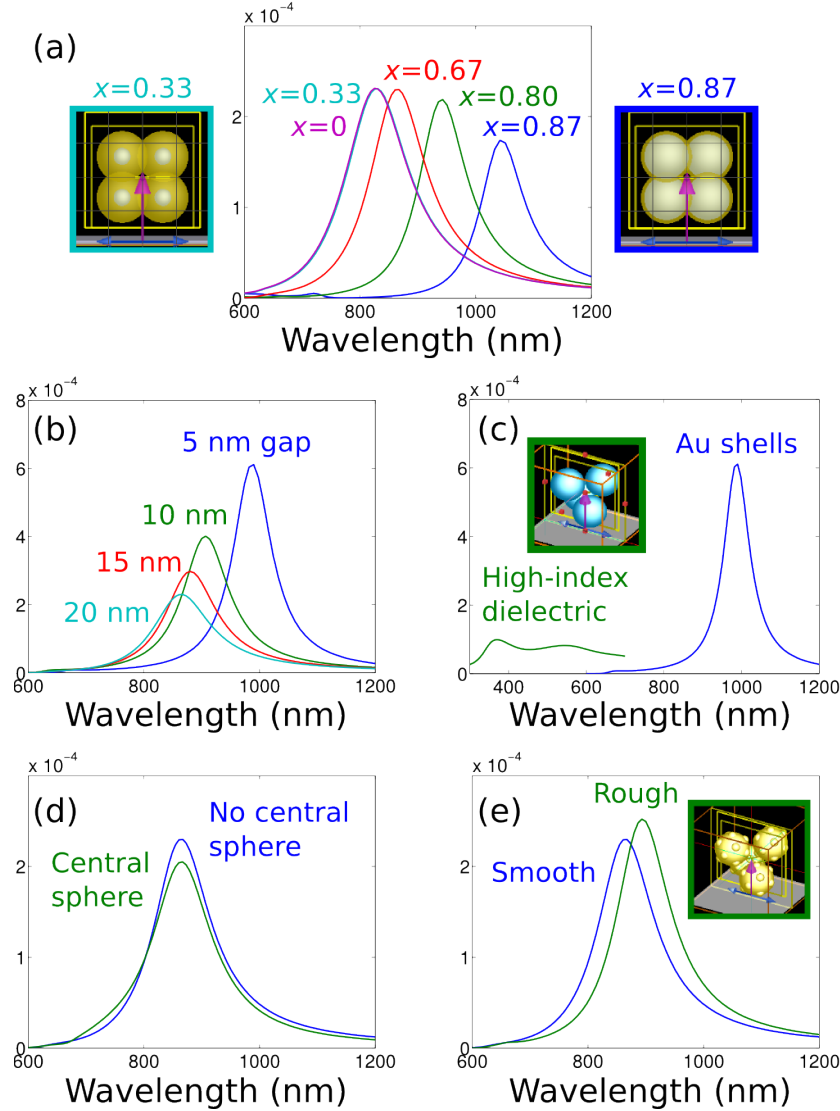 (a)
x 10⁻⁴
x=0.33
x=0.67
x=0.33
x=0.80
x=0
x=0.87
x=0.87
2
1
0
600 800 1000 1200
Wavelength (nm)
(b)
x 10⁻⁴
5 nm gap
10 nm
15 nm
20 nm
8
6
4
2
0
600 800 1000 1200
Wavelength (nm)
(c)
x 10⁻⁴
Au shells
High-index
dielectric
8
6
4
2
0
400 600 800 1000 1200
Wavelength (nm)
(d)
x 10⁻⁴
No central
sphere
Central
sphere
2
1
0
600 800 1000 1200
Wavelength (nm)
(e)
x 10⁻⁴
Rough
Smooth
2
1
0
600 800 1000 1200
Wavelength (nm)